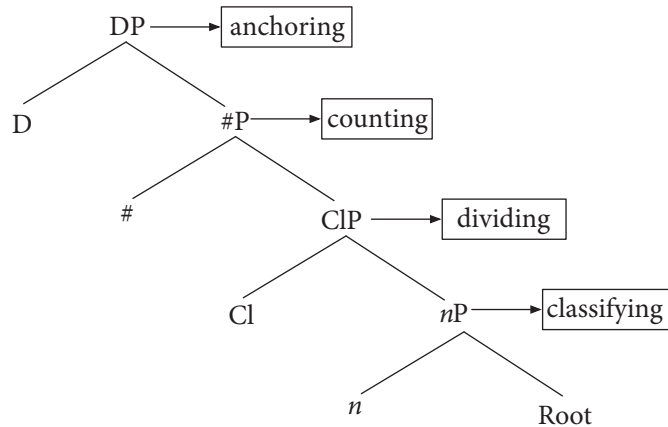 DP anchoring
D
#P counting
#
ClP dividing
Cl
nP classifying
n
Root